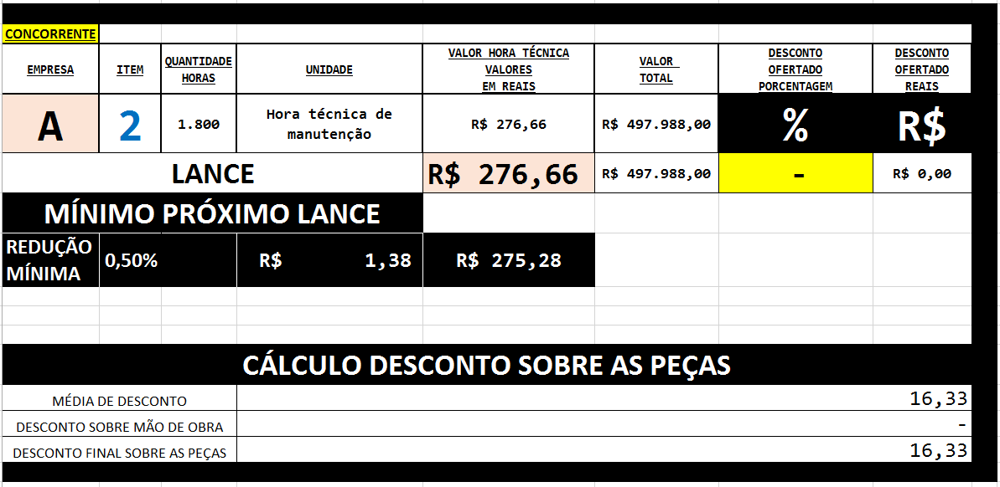 CONCORRENTE
EMPRESA ITEM QUANTIDADE HORAS UNIDADE VALOR HORA TÉCNICA VALORES EM REAIS VALOR TOTAL DESCONTO OFERTADO PORCENTAGEM DESCONTO OFERTADO REAIS
A 2 1.800 Hora técnica de manutenção R$ 276,66 R$ 497.988,00 % R$
LANCE R$ 276,66 R$ 497.988,00 - R$ 0,00
MÍNIMO PRÓXIMO LANCE
REDUÇÃO MÍNIMA 0,50% R$ 1,38 R$ 275,28
CÁLCULO DESCONTO SOBRE AS PEÇAS
MÉDIA DE DESCONTO 16,33
DESCONTO SOBRE MÃO DE OBRA -
DESCONTO FINAL SOBRE AS PEÇAS 16,33